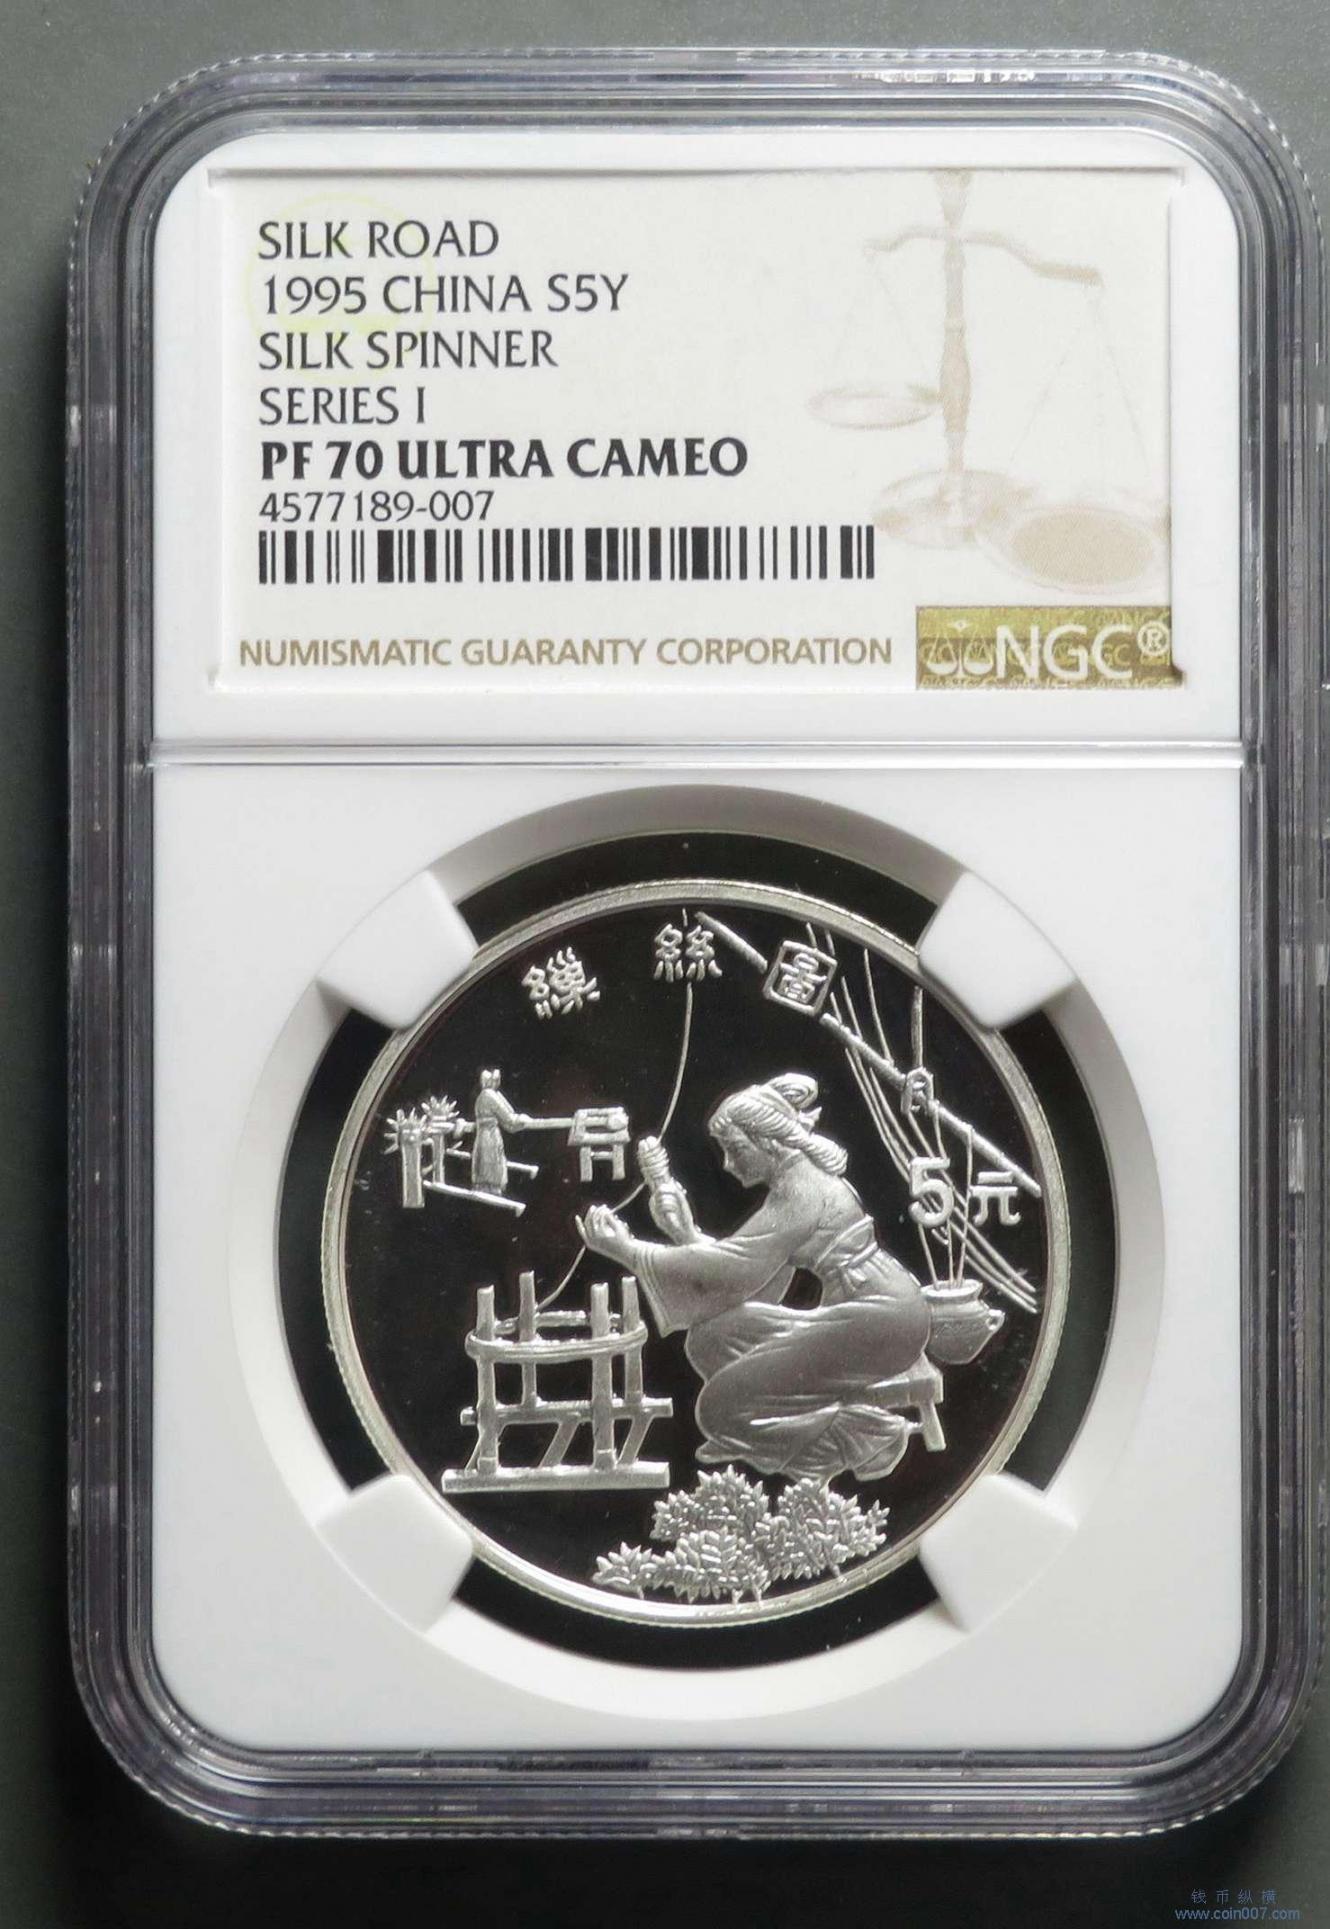 SILK ROAD
1995 CHINA S5Y
SILK SPINNER
SERIES I
PF 70 ULTRA CAMEO
4577189-007
NUMISMATIC GUARANTY CORPORATION
NGC®
繅絲圖
5元
钱币纵横
www.coin007.com